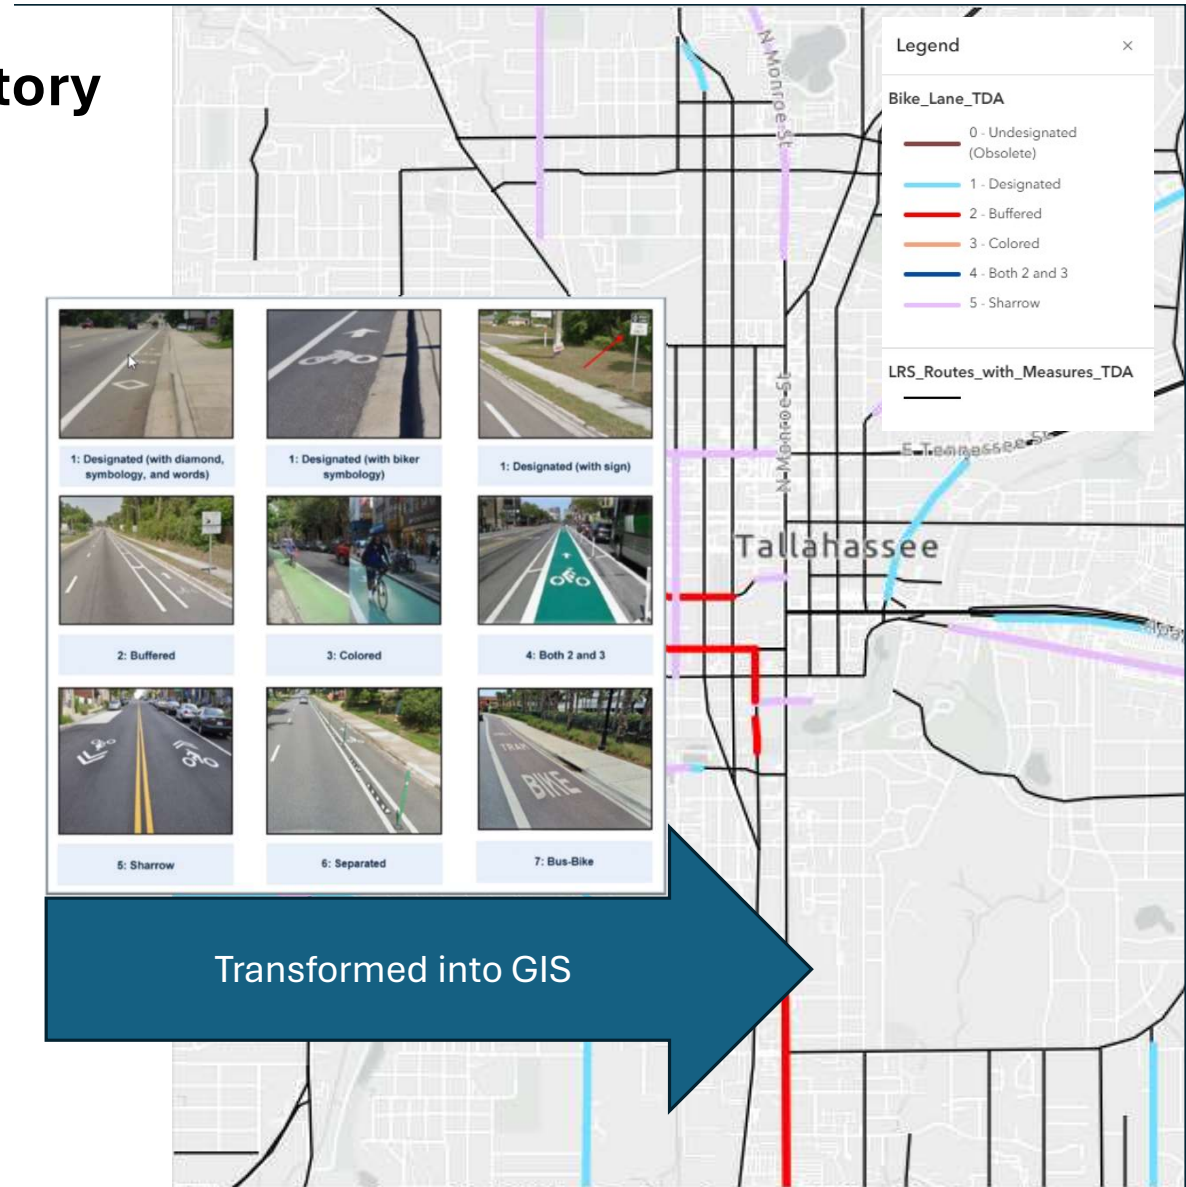 tory
N Monroe St
Legend
×
Bike_Lane_TDA
0 - Undesignated
(Obsolete)
1 - Designated
2 - Buffered
3 - Colored
4 - Both 2 and 3
5 - Sharrow
LRS_Routes_with_Measures_TDA
N Monroe St
E Tennessee St
Tallahassee
1: Designated (with diamond,
symbology, and words)
1: Designated (with biker
symbology)
1: Designated (with sign)
2: Buffered
3: Colored
4: Both 2 and 3
BIKE
5: Sharrow
6: Separated
7: Bus-Bike
Transformed into GIS